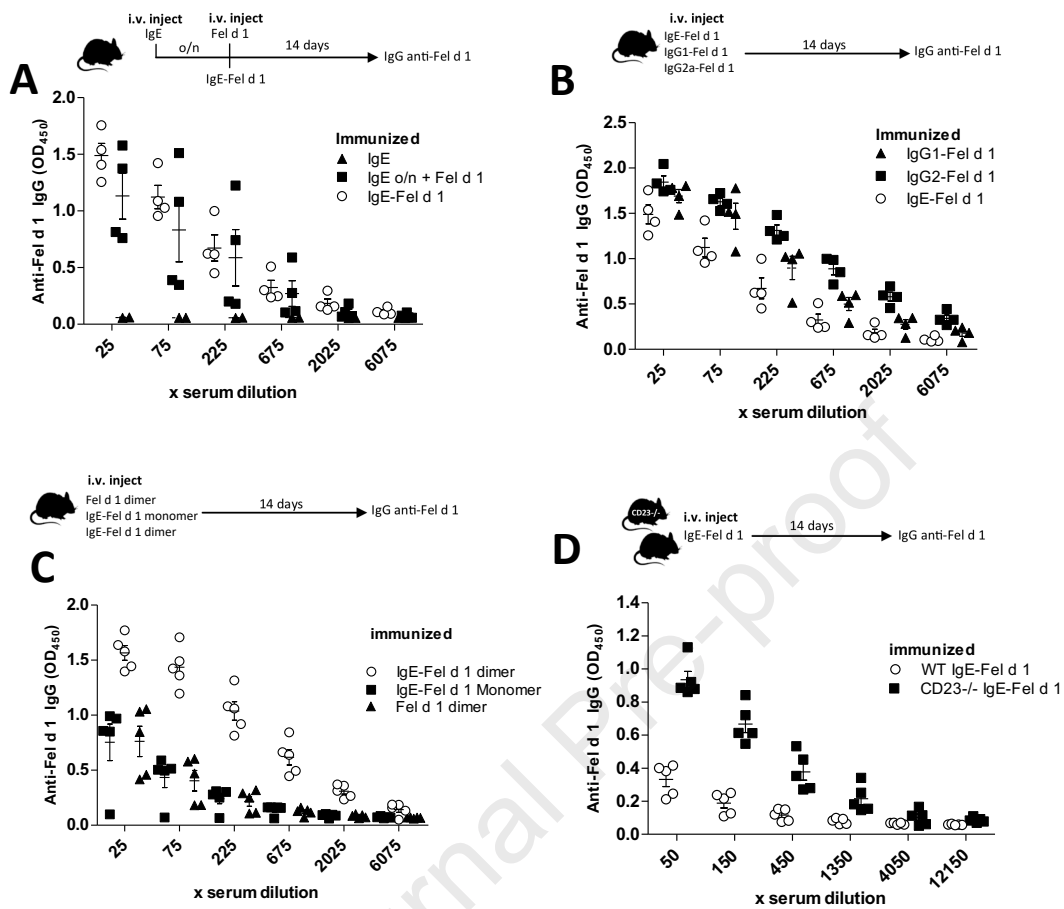 i.v. inject
IgE
o/n
i.v. inject
Fel d 1
14 days
IgG anti-Fel d 1
IgE-Fel d 1
A
2.0
1.5
1.0
0.5
0.0
Anti-Fel d 1 IgG (OD450)
Immunized
IgE
IgE o/n + Fel d 1
IgE-Fel d 1
25
75
225
675
2025
6075
x serum dilution
i.v. inject
IgE-Fel d 1
IgG1-Fel d 1
IgG2a-Fel d 1
14 days
IgG anti-Fel d 1
B
2.5
2.0
1.5
1.0
0.5
0.0
Anti-Fel d 1 IgG (OD450)
Immunized
IgG1-Fel d 1
IgG2-Fel d 1
IgE-Fel d 1
25
75
225
675
2025
6075
x serum dilution
i.v. inject
Fel d 1 dimer
IgE-Fel d 1 monomer
IgE-Fel d 1 dimer
14 days
IgG anti-Fel d 1
C
2.0
1.5
1.0
0.5
0.0
Anti-Fel d 1 IgG (OD450)
immunized
IgE-Fel d 1 dimer
IgE-Fel d 1 Monomer
Fel d 1 dimer
25
75
225
675
2025
6075
x serum dilution
CD23-/-
i.v. inject
IgE-Fel d 1
14 days
IgG anti-Fel d 1
D
1.4
1.2
1.0
0.8
0.6
0.4
0.2
0.0
Anti-Fel d 1 IgG (OD450)
immunized
WT IgE-Fel d 1
CD23-/- IgE-Fel d 1
50
150
450
1350
4050
12150
x serum dilution
rnal Pre-proof